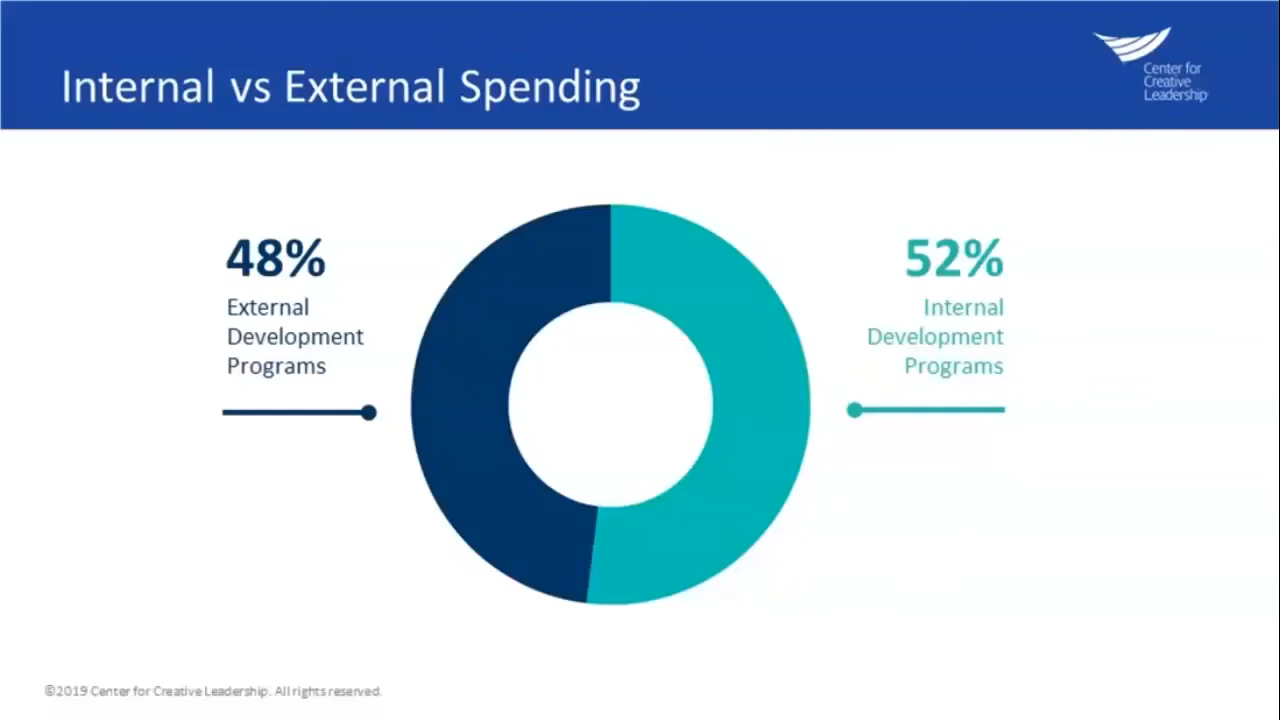 Internal vs External Spending
Center for
Creative
Leadership
48%
External
Development
Programs
52%
Internal
Development
Programs
©2019 Center for Creative Leadership. All rights reserved.